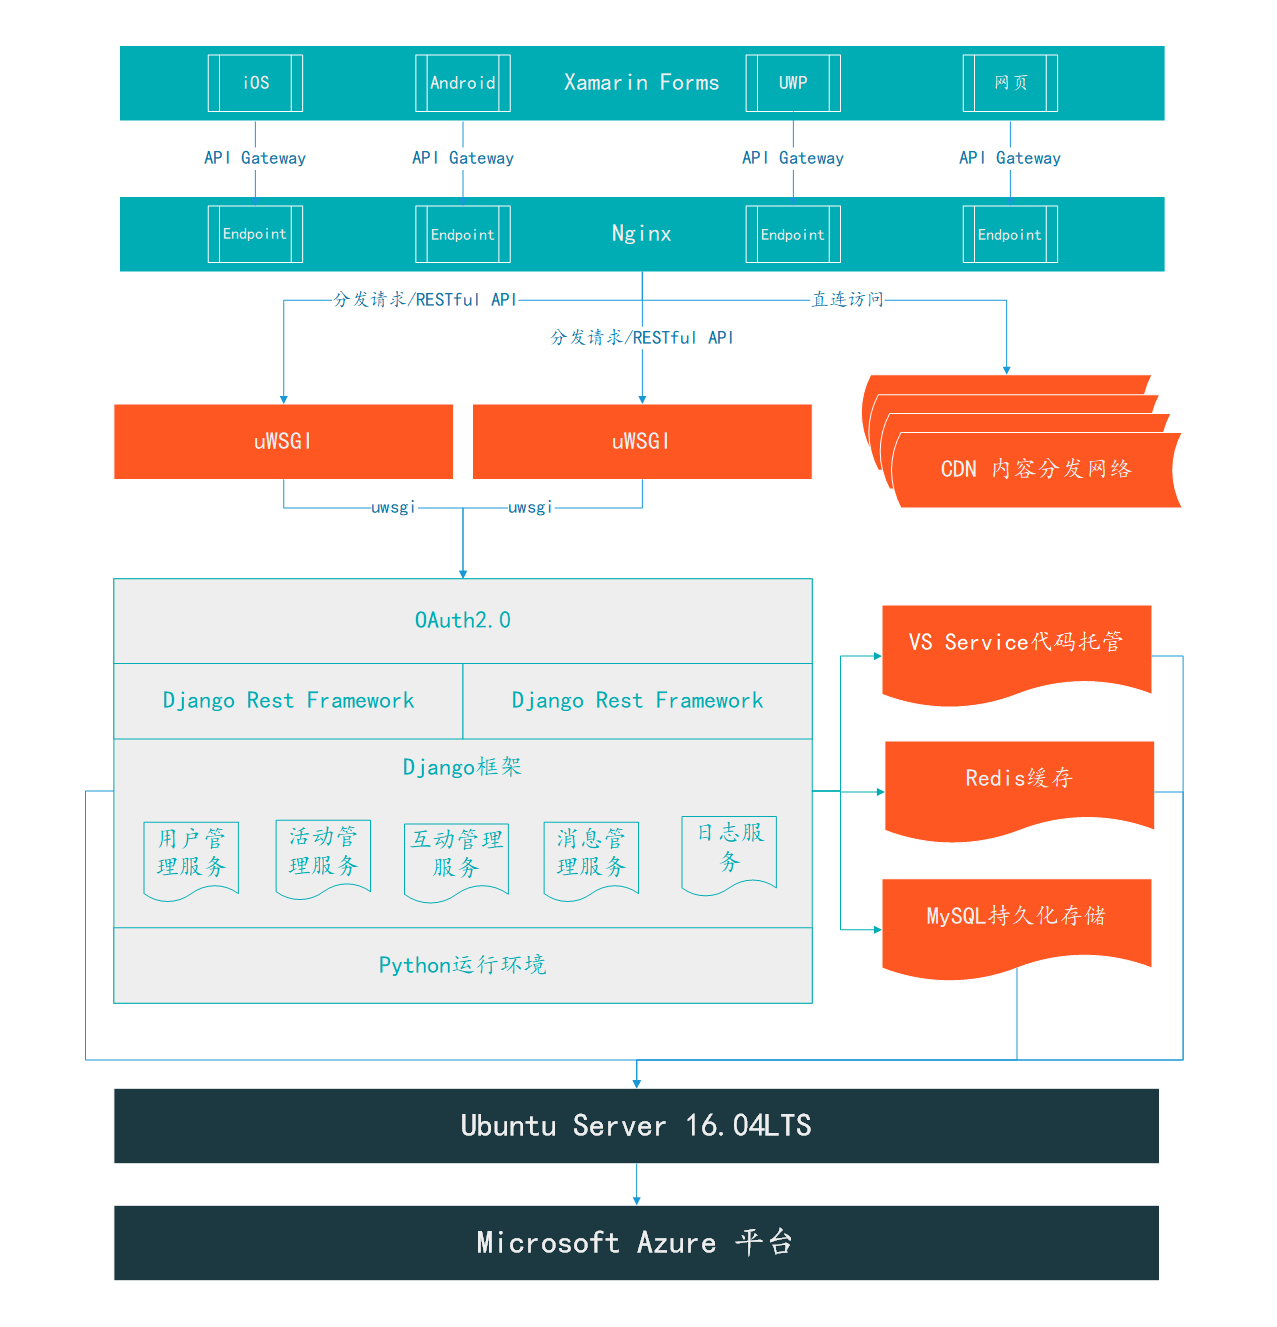 iOS
Android
Xamarin Forms
UWP
网页
API Gateway
API Gateway
API Gateway
API Gateway
Endpoint
Endpoint
Nginx
Endpoint
Endpoint
分发请求/RESTful API
直连访问
分发请求/RESTful API
uWSGI
uWSGI
CDN 内容分发网络
uwsgi
uwsgi
OAuth2.0
Django Rest Framework
Django Rest Framework
Django框架
用户管
理服务
活动管
理服务
互动管理
服务
消息管
理服务
日志服
务
Python运行环境
VS Service代码托管
Redis缓存
MySQL持久化存储
Ubuntu Server 16.04LTS
Microsoft Azure 平台